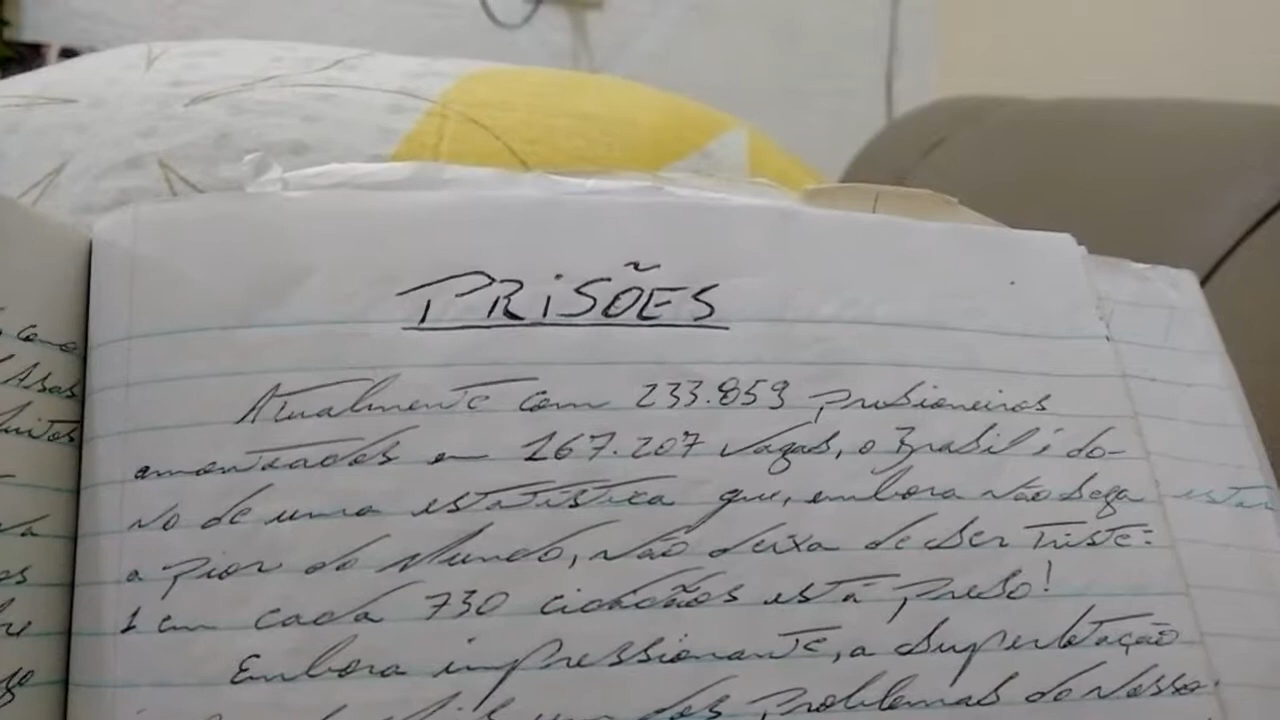 PRISÕES
Atualmente com 233.859 prisioneiros
amontoados em 167.207 vagas, o Brasil é do-
no de uma estatística que, embora não seja
a pior do Mundo, não deixa de ser triste:
1 em cada 730 cidadãos está preso!
Embora impressionante, a superlotação
um dos problemas do nosso